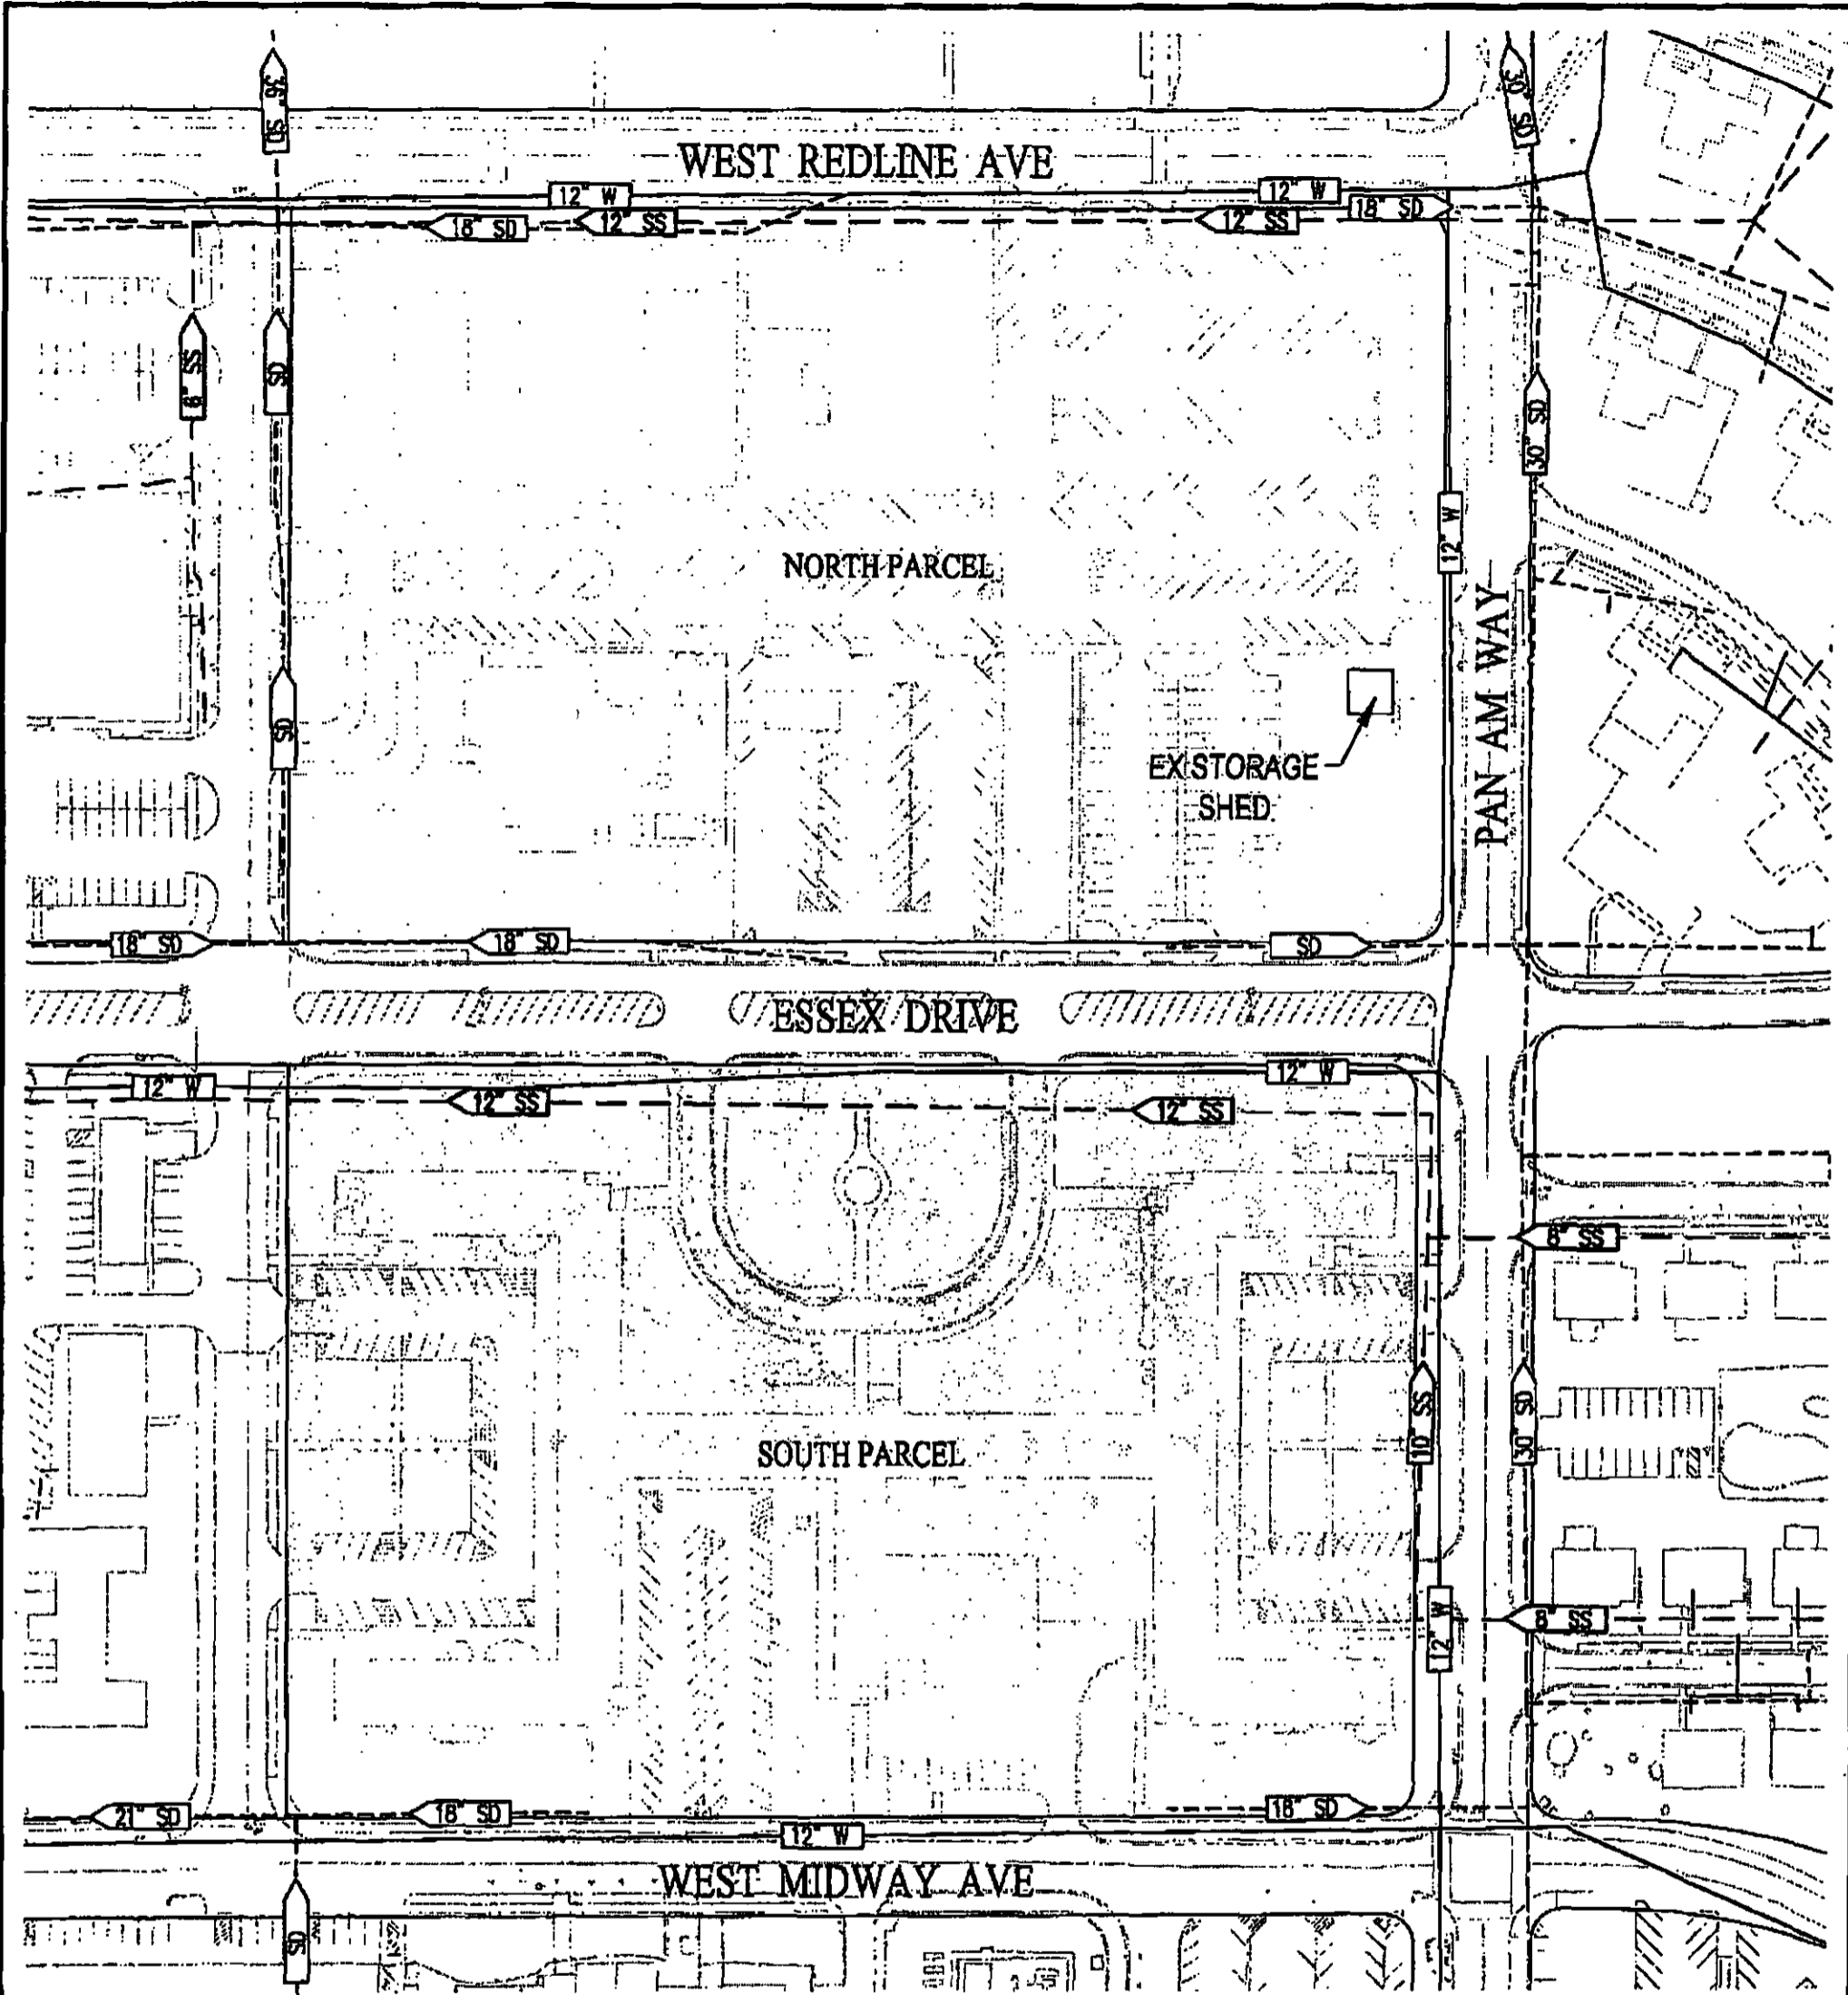 36" SD
30" SD
WEST REDLINE AVE
12" W
12" W
18" SD
12" SS
12" SS
18" SD
SD
30" SD
12" W
NORTH PARCEL
PAN AM WAY
SD
EX STORAGE
SHED
18" SD
18" SD
SD
ESSEX DRIVE
12" W
12" W
12" SS
12" SS
8" SS
10" SS
30" SD
SOUTH PARCEL
12" W
8" SS
21" SD
18" SD
18" SD
12" W
WEST MIDWAY AVE
SD